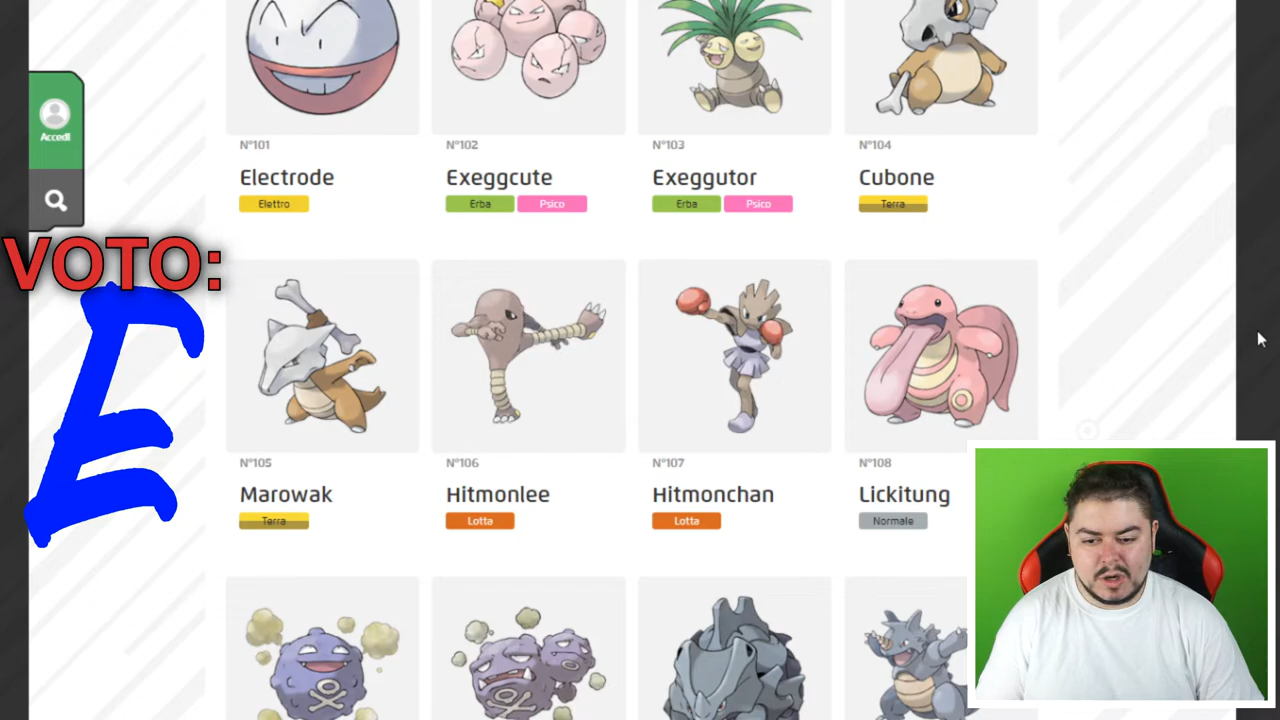 Accedi
N°101
Electrode
Elettro
N°102
Exeggcute
Erba Psico
N°103
Exeggutor
Erba Psico
N°104
Cubone
Terra
VOTO:
E
N°105
Marowak
Terra
N°106
Hitmonlee
Lotta
N°107
Hitmonchan
Lotta
N°108
Lickitung
Normale